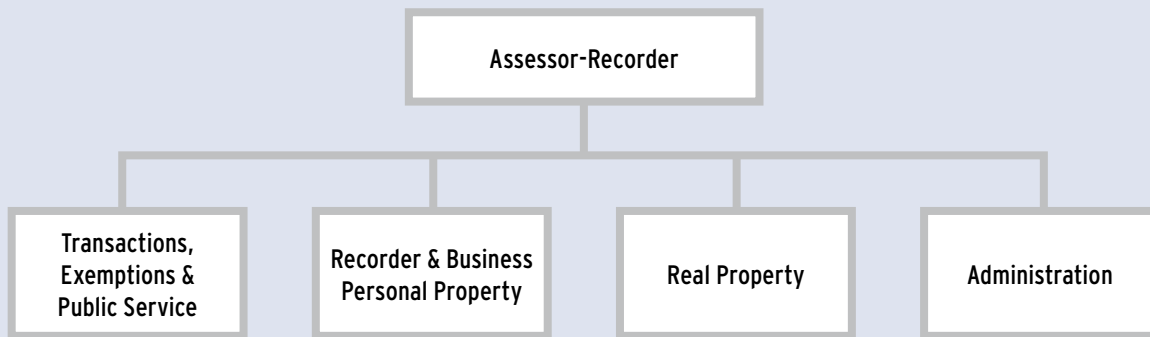 Assessor-Recorder
Transactions,
Exemptions &
Public Service
Recorder & Business
Personal Property
Real Property
Administration